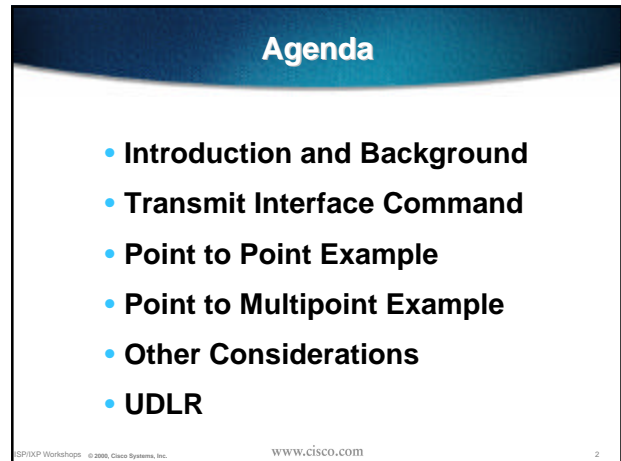 Agenda
• Introduction and Background
• Transmit Interface Command
• Point to Point Example
• Point to Multipoint Example
• Other Considerations
• UDLR
ISP/IXP Workshops © 2000, Cisco Systems, Inc. www.cisco.com 2